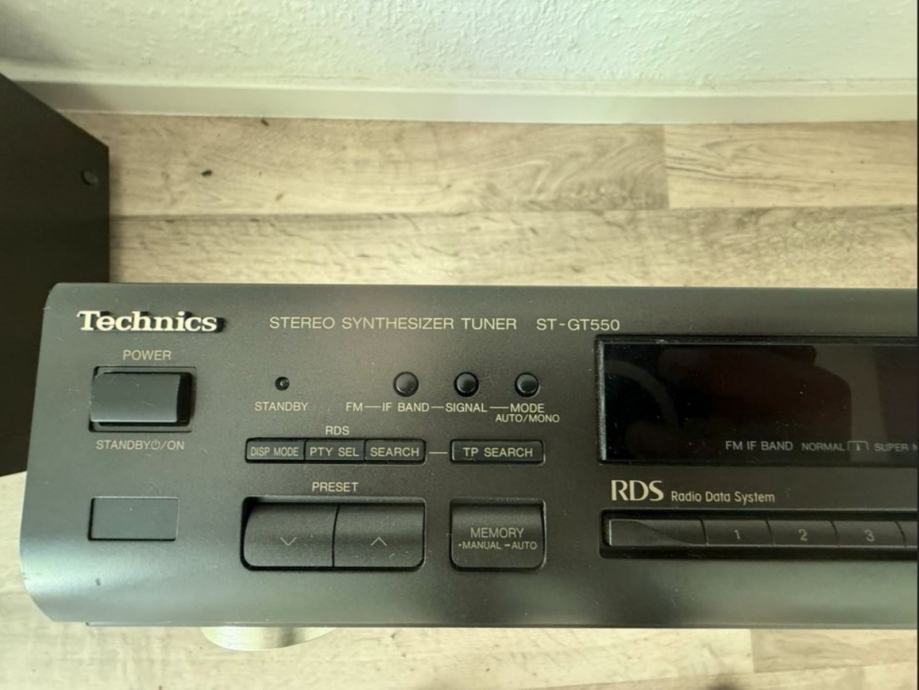 Technics
STEREO SYNTHESIZER TUNER ST-GT550
POWER
STANDBY⏻/ON
STANDBY
FM—IF BAND—SIGNAL—MODE
AUTO/MONO
RDS
DISP MODE PTY SEL SEARCH — TP SEARCH
PRESET
MEMORY
-MANUAL -AUTO
FM IF BAND NORMAL SUPER
RDS Radio Data System
1 2 3